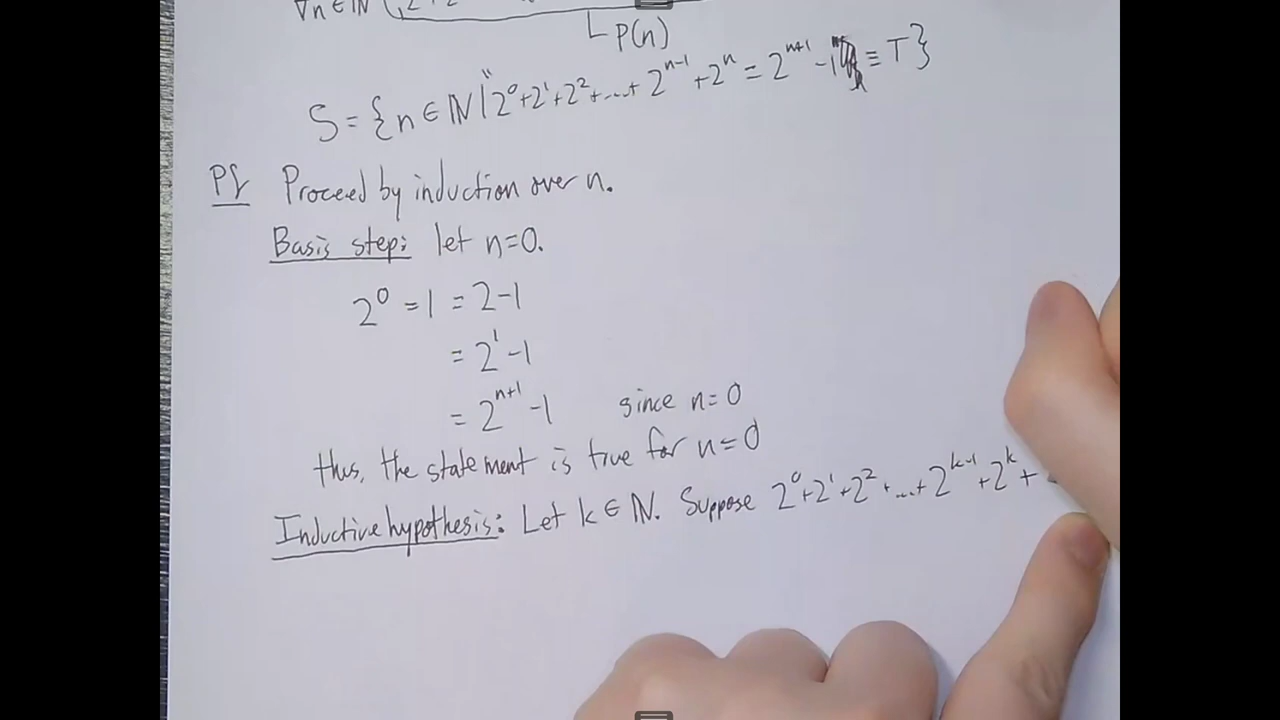 ∀n∈ℕ
P(n)
S = {n ∈ ℕ | "2⁰+2¹+2²+...+2ⁿ⁻¹+2ⁿ = 2ⁿ⁺¹-1 ≡ T}
Pf Proceed by induction over n.
Basis step: let n=0.
2⁰ = 1 = 2-1
= 2¹-1
= 2ⁿ⁺¹-1 since n=0
thus, the statement is true for n=0
Inductive hypothesis: Let k ∈ ℕ. Suppose 2⁰+2¹+2²+...+2ᵏ⁻¹+2ᵏ+